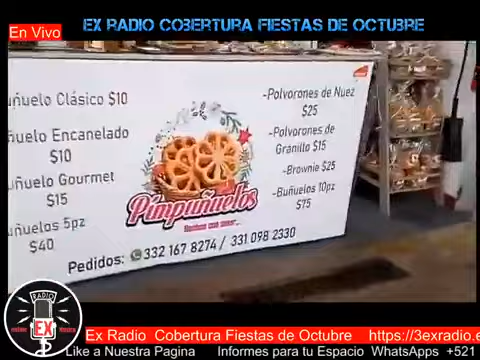 EX RADIO COBERTURA FIESTAS DE OCTUBRE
En Vivo
uñuelo Clásico $10
uñuelo Encanelado
$10
uñuelo Gourmet
$15
uñuelos 5pz
$40
-Polvorones de Nuez
$25
-Polvorones de
Granillo $15
-Brownie $25
-Buñuelos 10pz
$75
Pimpuñuelos
Pedidos: 332 167 8274 / 331 098 2330
RADIO
EX
Ex Radio Cobertura Fiestas de Octubre https://3exradio.e
Like a Nuestra Pagina Informes para tu Espacio WhatsApps +521